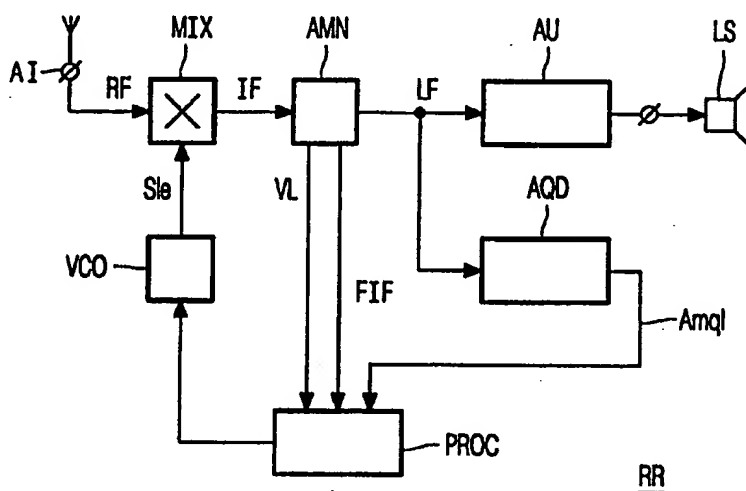 MIX
AMN
AU
LS
AI
RF
IF
LF
Sle
VL
AQD
VCO
FIF
Amql
PROC
RR